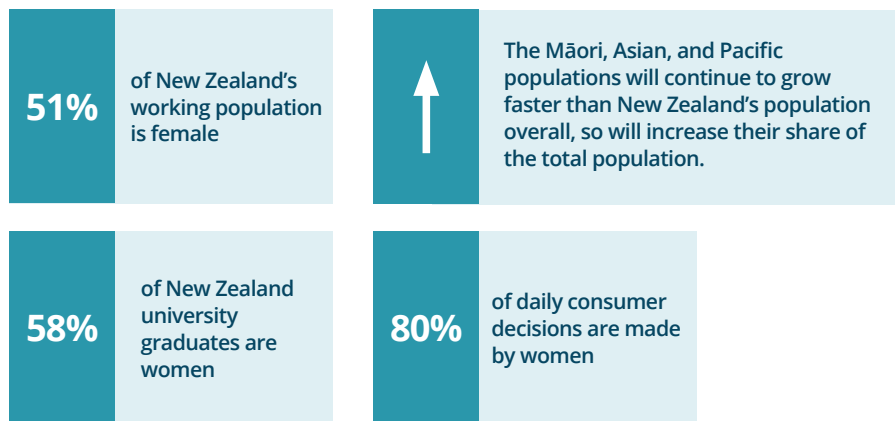 51%
of New Zealand's
working population
is female
The Māori, Asian, and Pacific
populations will continue to grow
faster than New Zealand's population
overall, so will increase their share of
the total population.
58%
of New Zealand
university
graduates are
women
80%
of daily consumer
decisions are made
by women